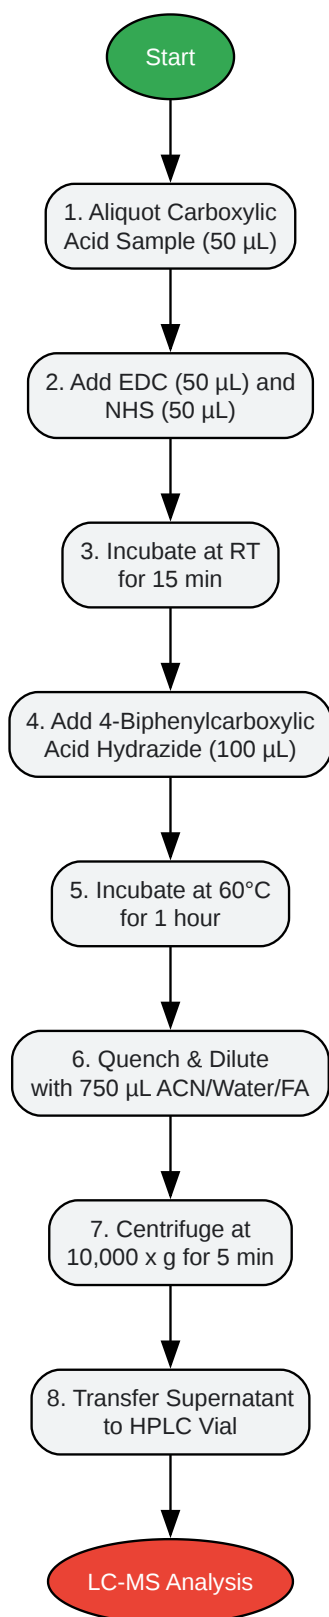 Start
1. Aliquot Carboxylic
Acid Sample (50 µL)
2. Add EDC (50 µL) and
NHS (50 µL)
3. Incubate at RT
for 15 min
4. Add 4-Biphenylcarboxylic
Acid Hydrazide (100 µL)
5. Incubate at 60°C
for 1 hour
6. Quench & Dilute
with 750 µL ACN/Water/FA
7. Centrifuge at
10,000 x g for 5 min
8. Transfer Supernatant
to HPLC Vial
LC-MS Analysis